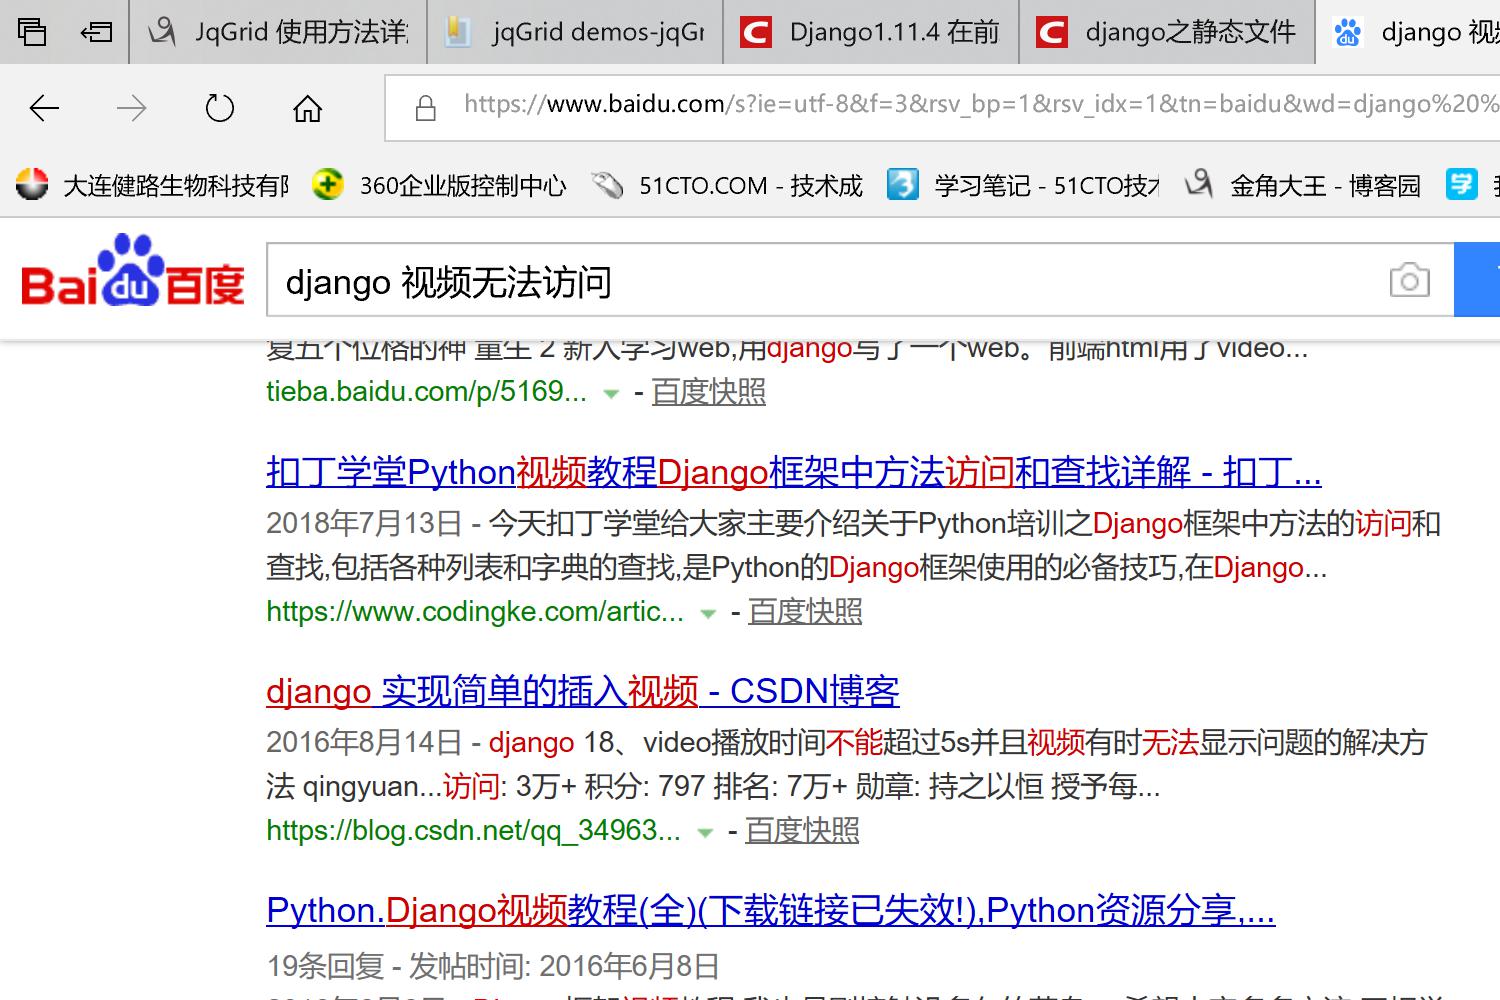 JqGrid 使用方法详 jqGrid demos-jqGr Django1.11.4 在前 django之静态文件 django 视频
https://www.baidu.com/s?ie=utf-8&f=3&rsv_bp=1&rsv_idx=1&tn=baidu&wd=django%20%
大连健路生物科技有限 360企业版控制中心 51CTO.COM - 技术成 学习笔记 - 51CTO技术 金角大王 - 博客园
Bai du 百度 django 视频无法访问
夏五个位格的神 重生 2 新人学习web,用django写了一个web。前端html用了video...
tieba.baidu.com/p/5169... - 百度快照
扣丁学堂Python视频教程Django框架中方法访问和查找详解 - 扣丁...
2018年7月13日 - 今天扣丁学堂给大家主要介绍关于Python培训之Django框架中方法的访问和
查找,包括各种列表和字典的查找,是Python的Django框架使用的必备技巧,在Django...
https://www.codingke.com/artic... - 百度快照
django 实现简单的插入视频 - CSDN博客
2016年8月14日 - django 18、video播放时间不能超过5s并且视频有时无法显示问题的解决方
法 qingyuan...访问: 3万+ 积分: 797 排名: 7万+ 勋章: 持之以恒 授予每...
https://blog.csdn.net/qq_34963... - 百度快照
Python.Django视频教程(全)(下载链接已失效!),Python资源分享,...
19条回复 - 发帖时间: 2016年6月8日